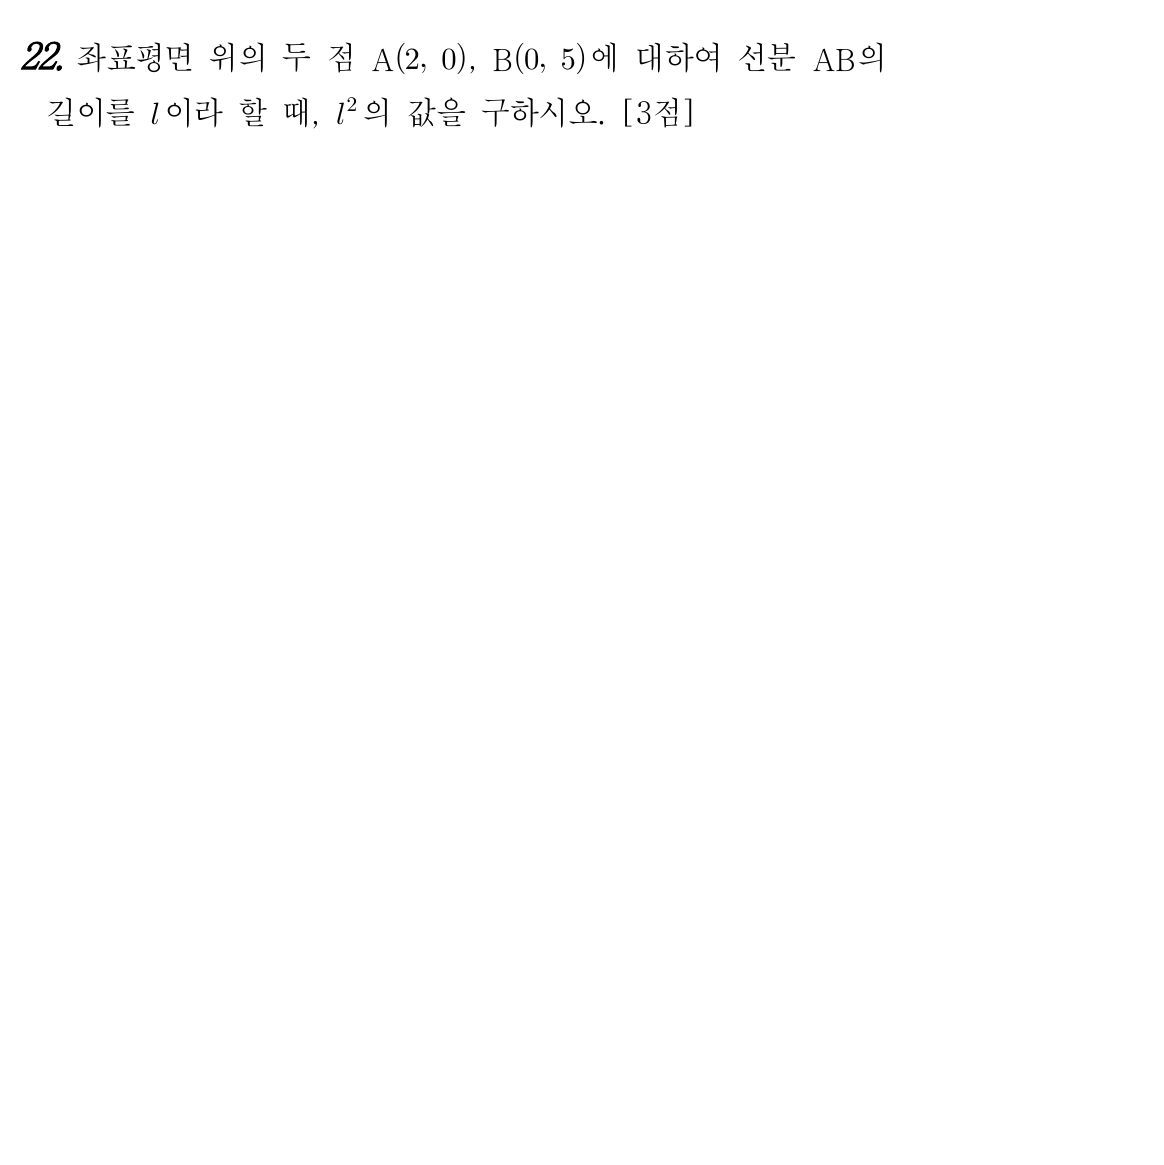 22. 좌표평면 위의 두 점 A(2, 0), B(0, 5)에 대하여 선분 AB의
길이를 l이라 할 때, l²의 값을 구하시오. [3점]